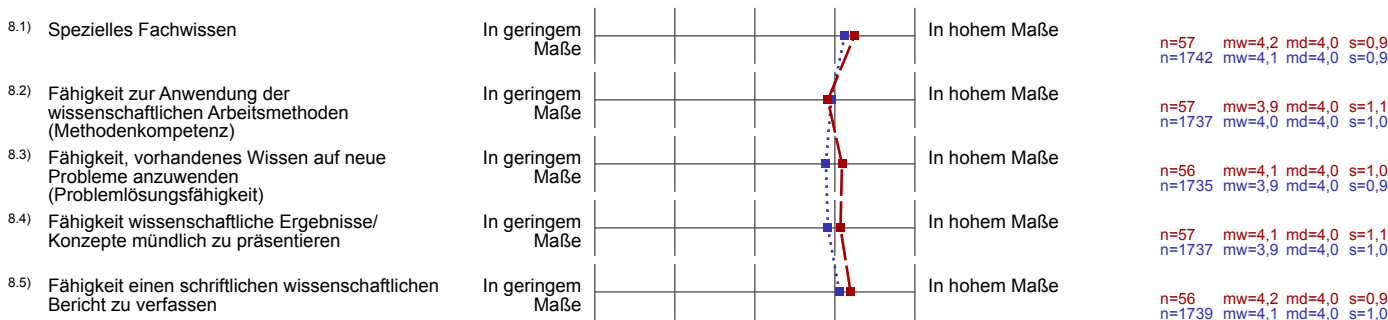 8.1) Spezielles Fachwissen In geringem Maße In hohem Maße
n=57 mw=4,2 md=4,0 s=0,9
n=1742 mw=4,1 md=4,0 s=0,9
8.2) Fähigkeit zur Anwendung der
wissenschaftlichen Arbeitsmethoden
(Methodenkompetenz)
In geringem
Maße
In hohem Maße
n=57 mw=3,9 md=4,0 s=1,1
n=1737 mw=4,0 md=4,0 s=1,0
8.3) Fähigkeit, vorhandenes Wissen auf neue
Probleme anzuwenden
(Problemlösungsfähigkeit)
In geringem
Maße
In hohem Maße
n=56 mw=4,1 md=4,0 s=1,0
n=1735 mw=3,9 md=4,0 s=0,9
8.4) Fähigkeit wissenschaftliche Ergebnisse/
Konzepte mündlich zu präsentieren
In geringem
Maße
In hohem Maße
n=57 mw=4,1 md=4,0 s=1,1
n=1737 mw=3,9 md=4,0 s=1,0
8.5) Fähigkeit einen schriftlichen wissenschaftlichen
Bericht zu verfassen
In geringem
Maße
In hohem Maße
n=56 mw=4,2 md=4,0 s=0,9
n=1739 mw=4,1 md=4,0 s=1,0